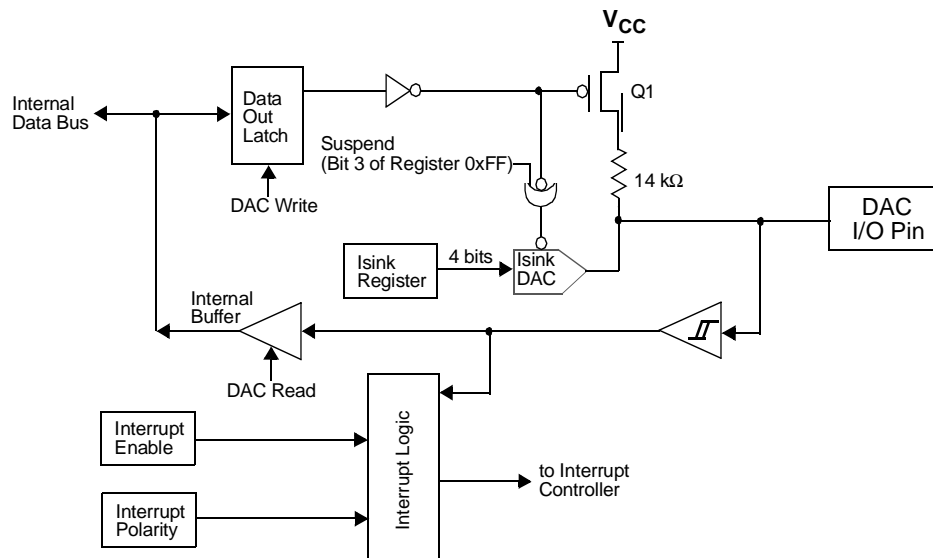 VCC
Internal
Data Bus
Data
Out
Latch
Q1
Suspend
(Bit 3 of Register 0xFF)
14 kΩ
DAC Write
DAC
I/O Pin
Isink
Register
4 bits
Isink
DAC
Internal
Buffer
DAC Read
Interrupt
Enable
Interrupt Logic
to Interrupt
Controller
Interrupt
Polarity